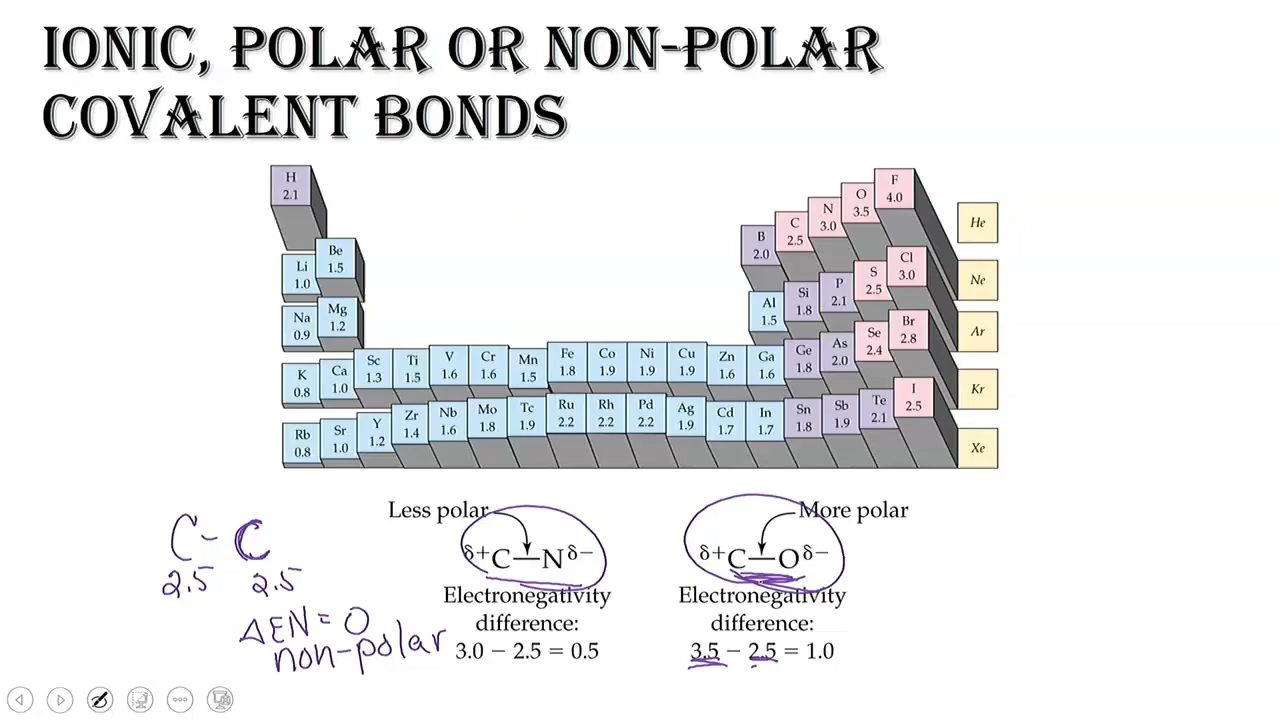 IONIC, POLAR OR NON-POLAR
COVALENT BONDS
H
2.1
Li
1.0
Be
1.5
Na
0.9
Mg
1.2
K
0.8
Ca
1.0
Sc
1.3
Ti
1.5
V
1.6
Cr
1.6
Mn
1.5
Fe
1.8
Co
1.9
Ni
1.9
Cu
1.9
Zn
1.6
Ga
1.6
Ge
1.8
As
2.0
Se
2.4
Br
2.8
Rb
0.8
Sr
1.0
Y
1.2
Zr
1.4
Nb
1.6
Mo
1.8
Tc
1.9
Ru
2.2
Rh
2.2
Pd
2.2
Ag
1.9
Cd
1.7
In
1.7
Sn
1.8
Sb
1.9
Te
2.1
I
2.5
B
2.0
C
2.5
N
3.0
O
3.5
F
4.0
Al
1.5
Si
1.8
P
2.1
S
2.5
Cl
3.0
He
Ne
Ar
Kr
Xe
C - C
2.5 2.5
ΔEN = 0
non-polar
Less polar
δ+C—Nδ−
Electronegativity
difference:
3.0 − 2.5 = 0.5
More polar
δ+C—Oδ−
Electronegativity
difference:
3.5 − 2.5 = 1.0